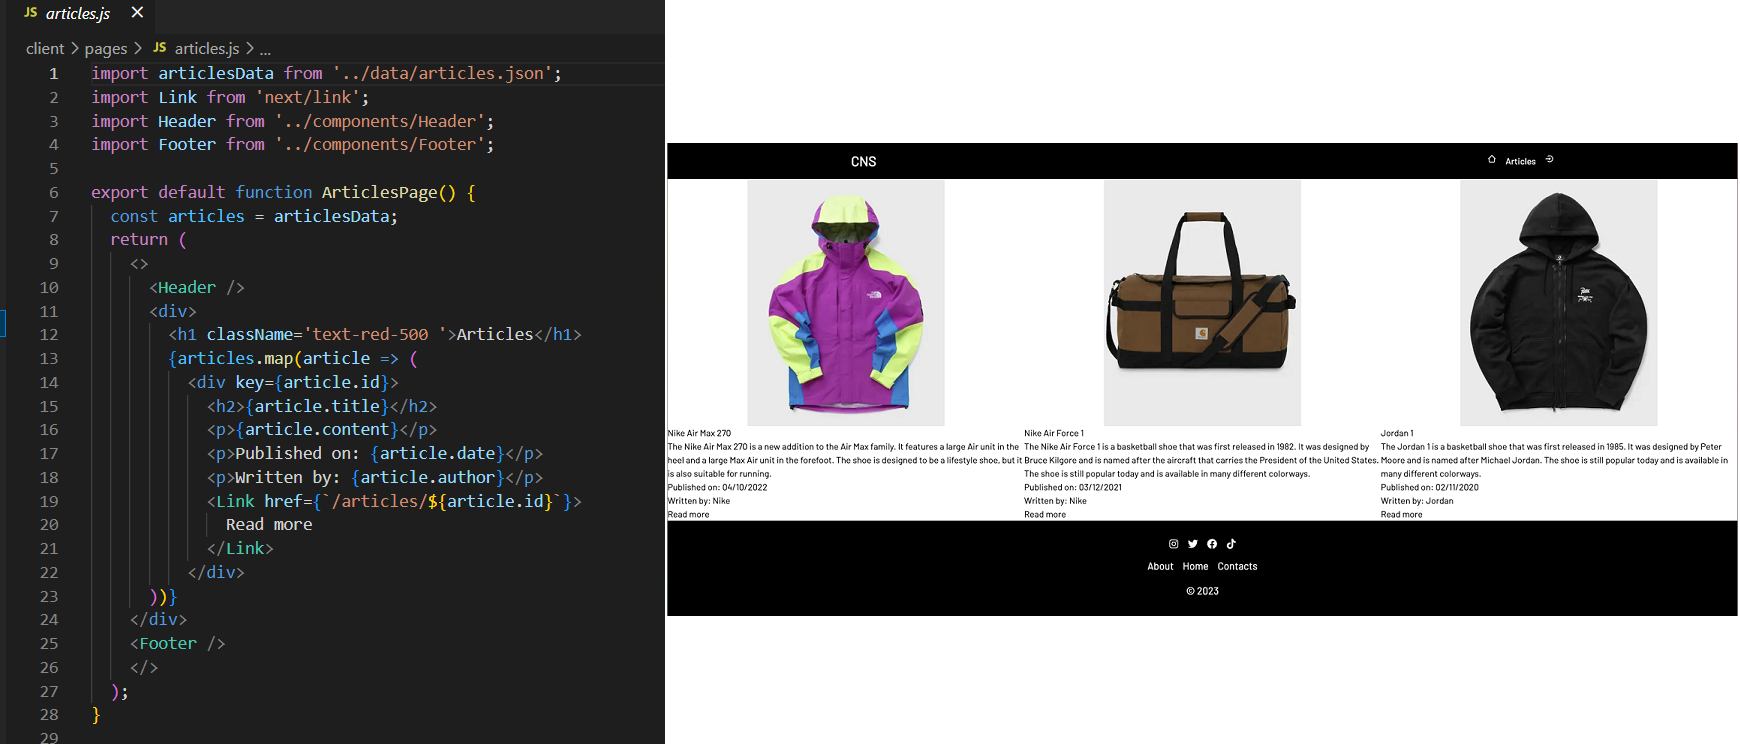 JS articles.js ×
client > pages > JS articles.js > ...
1 import articlesData from '../data/articles.json';
2 import Link from 'next/link';
3 import Header from '../components/Header';
4 import Footer from '../components/Footer';
5
6 export default function ArticlesPage() {
7 const articles = articlesData;
8 return (
9 <>
10 <Header />
11 <div>
12 <h1 className='text-red-500 '>Articles</h1>
13 {articles.map(article => (
14 <div key={article.id}>
15 <h2>{article.title}</h2>
16 <p>{article.content}</p>
17 <p>Published on: {article.date}</p>
18 <p>Written by: {article.author}</p>
19 <Link href={`/articles/${article.id}`}>
20 Read more
21 </Link>
22 </div>
23 ))}
24 </div>
25 <Footer />
26 </>
27 );
28 }
29
CNS
Articles
Nike Air Max 270
The Nike Air Max 270 is a new addition to the Air Max family. It features a large Air unit in the
heel and a large Max Air unit in the forefoot. The shoe is designed to be a lifestyle shoe, but it
is also suitable for running.
Published on: 04/10/2022
Written by: Nike
Read more
Nike Air Force 1
The Nike Air Force 1 is a basketball shoe that was first released in 1982. It was designed by
Bruce Kilgore and is named after the aircraft that carries the President of the United States.
The shoe is still popular today and is available in many different colorways.
Published on: 03/12/2021
Written by: Nike
Read more
Jordan 1
The Jordan 1 is a basketball shoe that was first released in 1985. It was designed by Peter
Moore and is named after Michael Jordan. The shoe is still popular today and is available in
many different colorways.
Published on: 02/11/2020
Written by: Jordan
Read more
About Home Contacts
© 2023